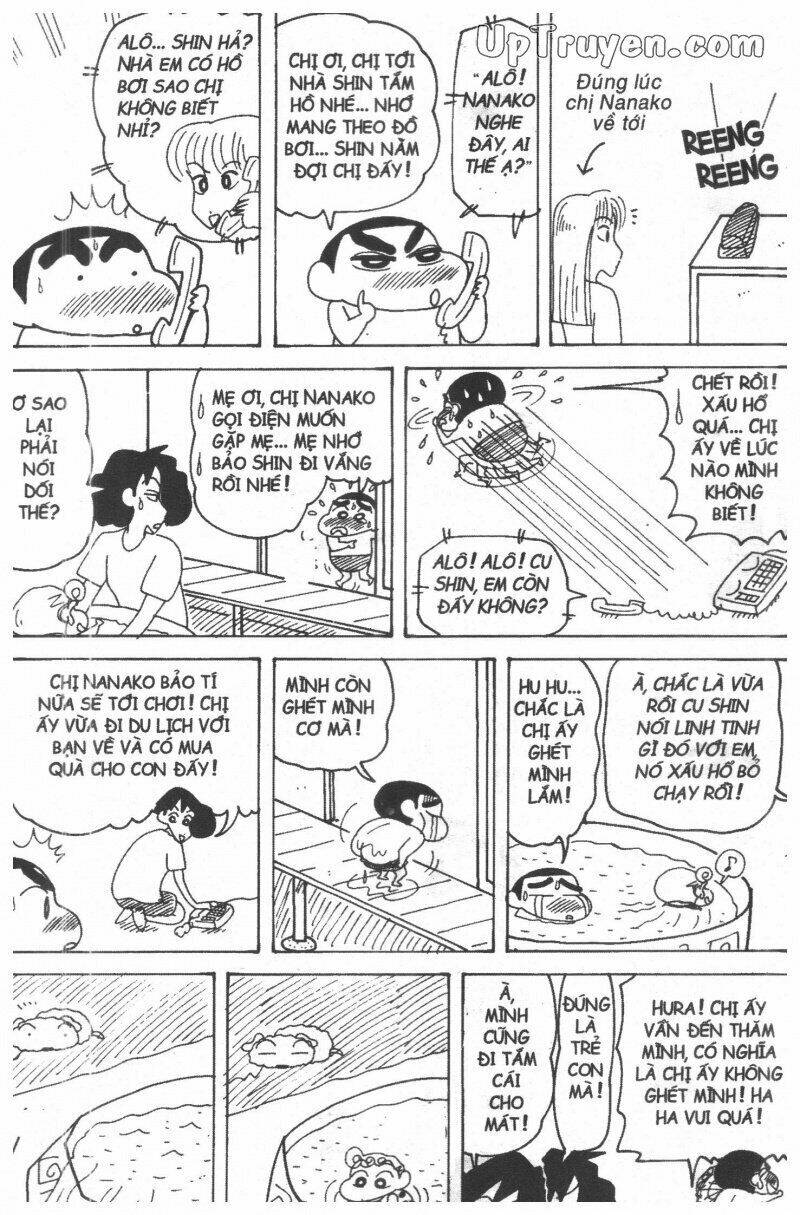 UpTruyen.com
Đúng lúc
chị Nanako
về tới
REENG
REENG
"ALÔ!
NANAKO
NGHE
ĐÂY, AI
THẾ Ạ?"
CHỊ ƠI, CHỊ TỚI
NHÀ SHIN TẮM
HỒ NHÉ... NHỚ
MANG THEO ĐỒ
BƠI... SHIN NẰM
ĐỢI CHỊ ĐẤY!
ALÔ... SHIN HẢ?
NHÀ EM CÓ HỒ
BƠI SAO CHỊ
KHÔNG BIẾT
NHỈ?
CHẾT RỒI!
XẤU HỔ
QUÁ... CHỊ
ẤY VỀ LÚC
NÀO MÌNH
KHÔNG
BIẾT!
ALÔ! ALÔ! CU
SHIN, EM CÒN
ĐẤY KHÔNG?
MẸ ƠI, CHỊ NANAKO
GỌI ĐIỆN MUỐN
GẶP MẸ... MẸ NHỚ
BẢO SHIN ĐI VẮNG
RỒI NHÉ!
Ơ SAO
LẠI
PHẢI
NÓI
DỐI
THẾ?
À, CHẮC LÀ VỪA
RỒI CU SHIN
NÓI LINH TINH
GÌ ĐÓ VỚI EM,
NÓ XẤU HỔ BỎ
CHẠY RỒI!
HU HU...
CHẮC LÀ
CHỊ ẤY
GHÉT
MÌNH
LẮM!
MÌNH CÒN
GHÉT MÌNH
CƠ MÀ!
CHỊ NANAKO BẢO TÍ
NỮA SẼ TỚI CHƠI! CHỊ
ẤY VỪA ĐI DU LỊCH VỚI
BẠN VỀ VÀ CÓ MUA
QUÀ CHO CON ĐẤY!
HURA! CHỊ ẤY
VẪN ĐẾN THĂM
MÌNH, CÓ NGHĨA
LÀ CHỊ ẤY KHÔNG
GHÉT MÌNH! HA
HA VUI QUÁ!
ĐÚNG
LÀ
TRẺ
CON
MÀ!
À,
MÌNH
CŨNG
ĐI TẮM
CÁI
CHO
MÁT!